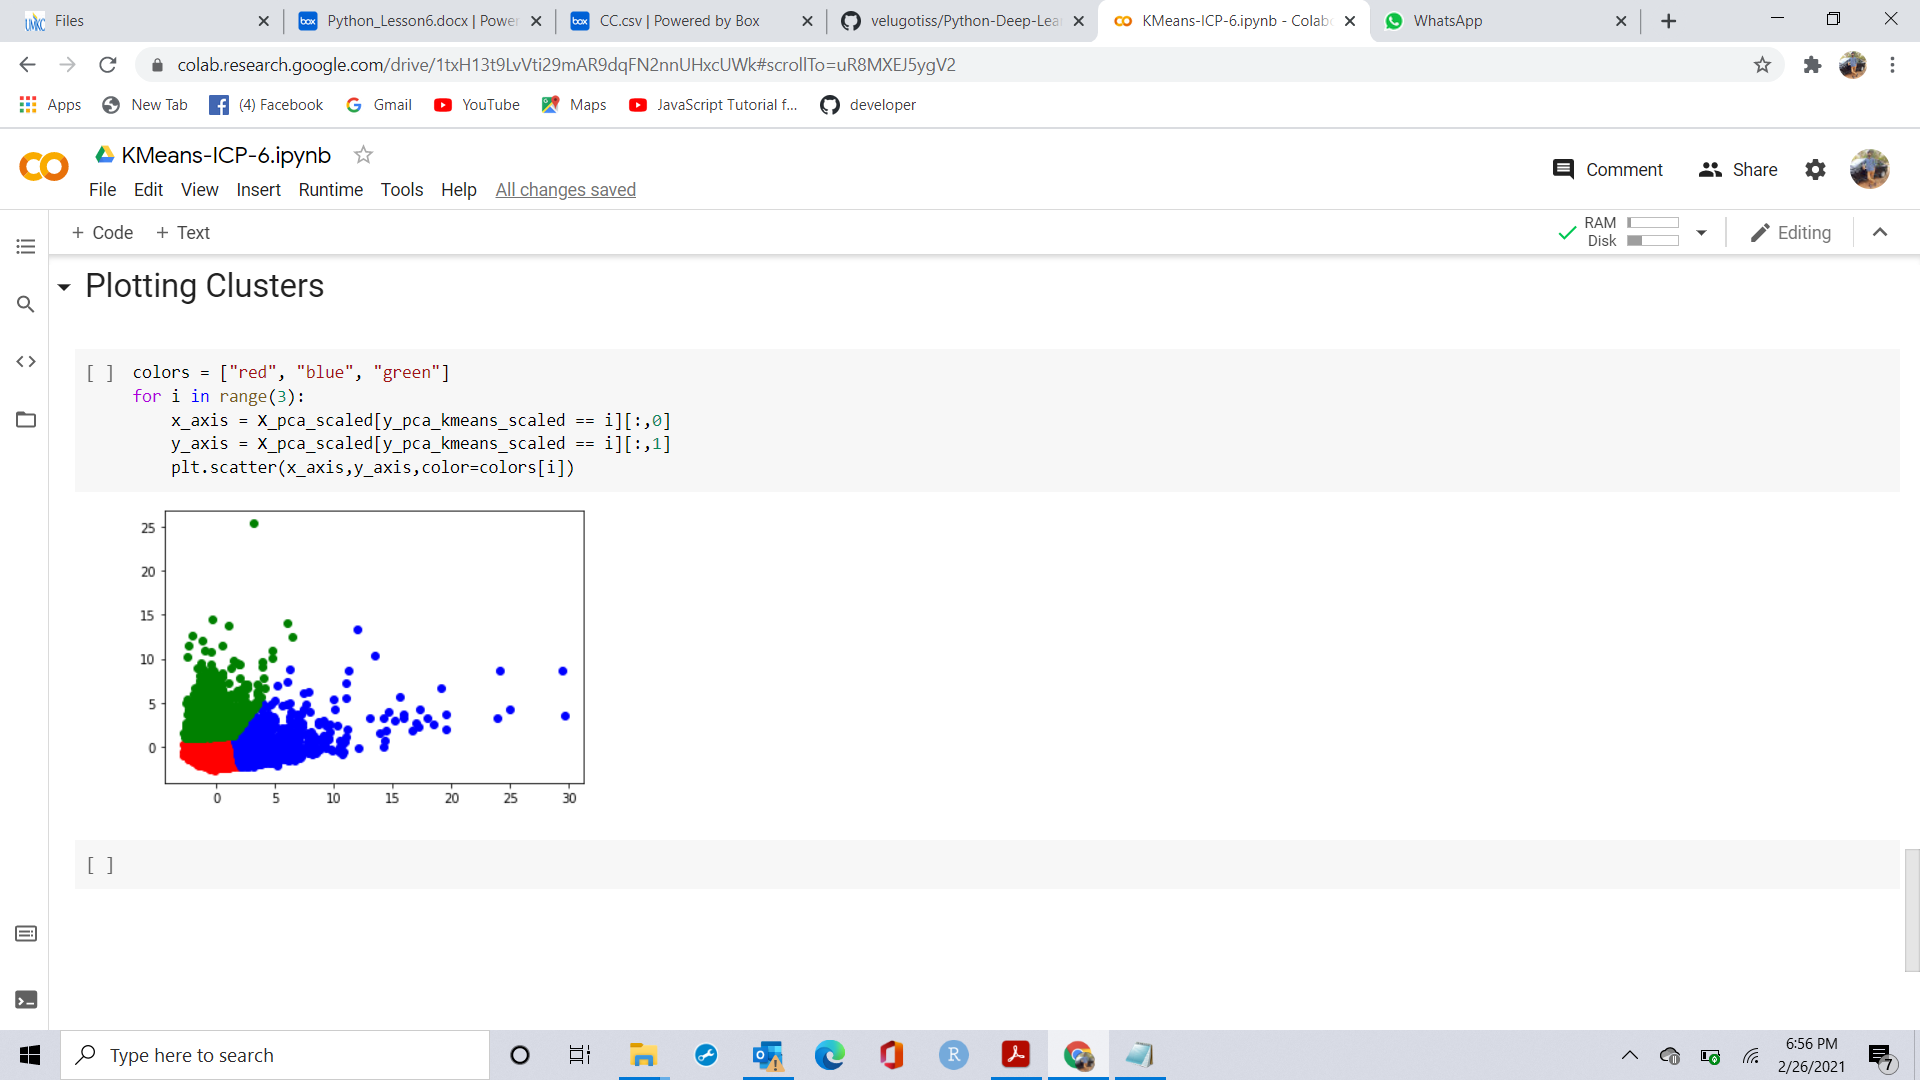 Files
Python_Lesson6.docx | Power
CC.csv | Powered by Box
velugotiss/Python-Deep-Lea
KMeans-ICP-6.ipynb - Colab
WhatsApp
colab.research.google.com/drive/1txH13t9LvVti29mAR9dqFN2nnUHxcUWk#scrollTo=uR8MXEJ5ygV2
Apps
New Tab
(4) Facebook
Gmail
YouTube
Maps
JavaScript Tutorial f...
developer
KMeans-ICP-6.ipynb
Comment
Share
File Edit View Insert Runtime Tools Help All changes saved
+ Code + Text
RAM
Disk
Editing
Plotting Clusters
[ ] colors = ["red", "blue", "green"]
for i in range(3):
x_axis = X_pca_scaled[y_pca_kmeans_scaled == i][:,0]
y_axis = X_pca_scaled[y_pca_kmeans_scaled == i][:,1]
plt.scatter(x_axis,y_axis,color=colors[i])
25
20
15
10
5
0
0 5 10 15 20 25 30
[ ]
Type here to search
6:56 PM
2/26/2021
7